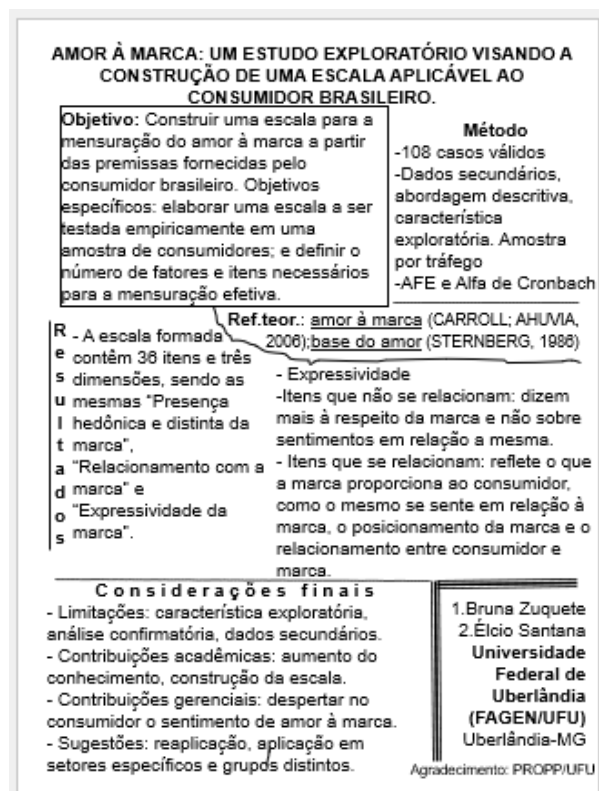 AMOR À MARCA: UM ESTUDO EXPLORATÓRIO VISANDO A
CONSTRUÇÃO DE UMA ESCALA APLICÁVEL AO
CONSUMIDOR BRASILEIRO.
Objetivo: Construir uma escala para a
mensuração do amor à marca a partir
das premissas fornecidas pelo
consumidor brasileiro. Objetivos
específicos: elaborar uma escala a ser
testada empiricamente em uma
amostra de consumidores; e definir o
número de fatores e itens necessários
para a mensuração efetiva.
Método
-108 casos válidos
-Dados secundários,
abordagem descritiva,
característica
exploratória. Amostra
por tráfego
-AFE e Alfa de Cronbach
Ref.teor.: amor à marca (CARROLL; AHUVIA,
2006);base do amor (STERNBERG, 1986)
Resultados
- A escala formada
contêm 36 itens e três
dimensões, sendo as
mesmas "Presença
hedônica e distinta da
marca",
"Relacionamento com a
marca" e
"Expressividade da
marca".
- Expressividade
-Itens que não se relacionam: dizem
mais à respeito da marca e não sobre
sentimentos em relação a mesma.
- Itens que se relacionam: reflete o que
a marca proporciona ao consumidor,
como o mesmo se sente em relação à
marca, o posicionamento da marca e o
relacionamento entre consumidor e
marca.
Considerações finais
- Limitações: característica exploratória,
análise confirmatória, dados secundários.
- Contribuições acadêmicas: aumento do
conhecimento, construção da escala.
- Contribuições gerenciais: despertar no
consumidor o sentimento de amor à marca.
- Sugestões: reaplicação, aplicação em
setores específicos e grupos distintos.
1.Bruna Zuquete
2.Élcio Santana
Universidade
Federal de
Uberlândia
(FAGEN/UFU)
Uberlândia-MG
Agradecimento: PROPP/UFU